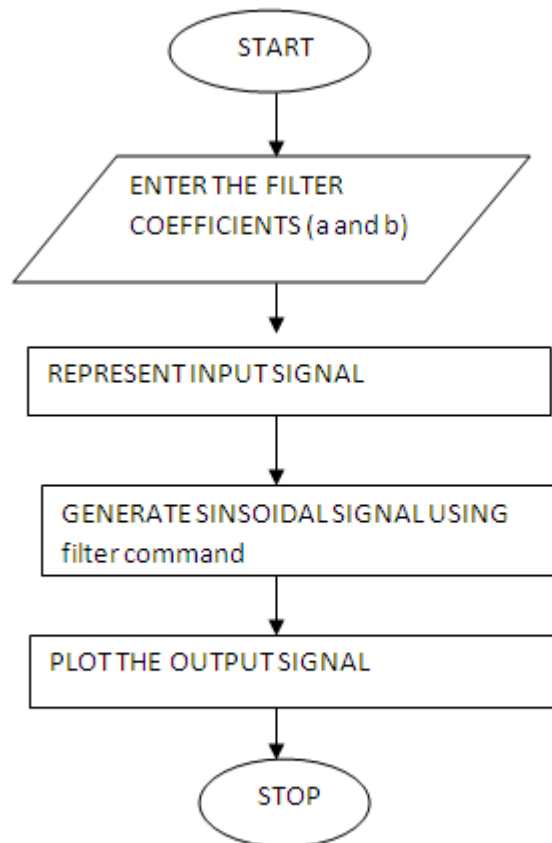 START
ENTER THE FILTER
COEFFICIENTS (a and b)
REPRESENT INPUT SIGNAL
GENERATE SINSOIDAL SIGNAL USING
filter command
PLOT THE OUTPUT SIGNAL
STOP